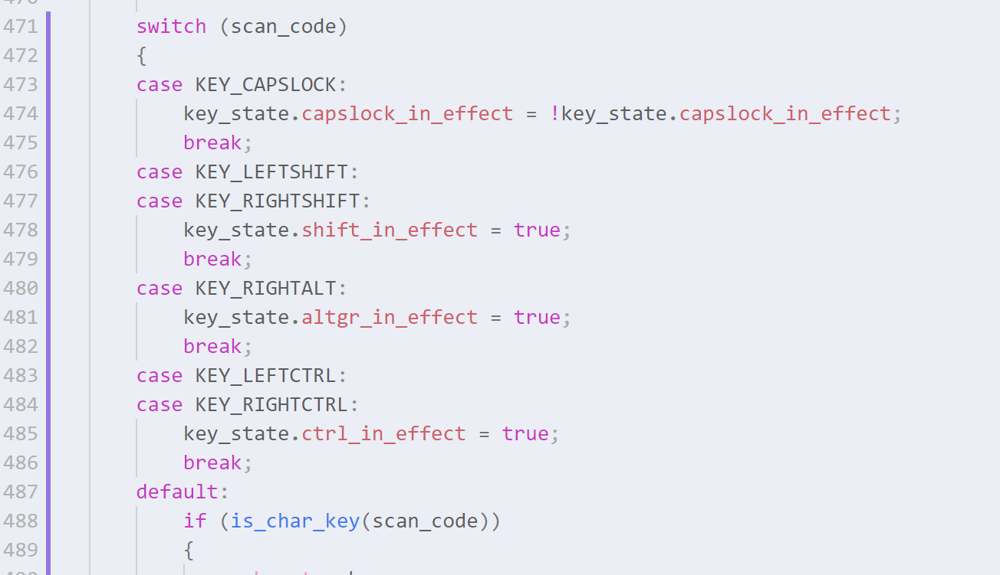 471 switch (scan_code)
472 {
473 case KEY_CAPSLOCK:
474 key_state.capslock_in_effect = !key_state.capslock_in_effect;
475 break;
476 case KEY_LEFTSHIFT:
477 case KEY_RIGHTSHIFT:
478 key_state.shift_in_effect = true;
479 break;
480 case KEY_RIGHTALT:
481 key_state.altgr_in_effect = true;
482 break;
483 case KEY_LEFTCTRL:
484 case KEY_RIGHTCTRL:
485 key_state.ctrl_in_effect = true;
486 break;
487 default:
488 if (is_char_key(scan_code))
489 {